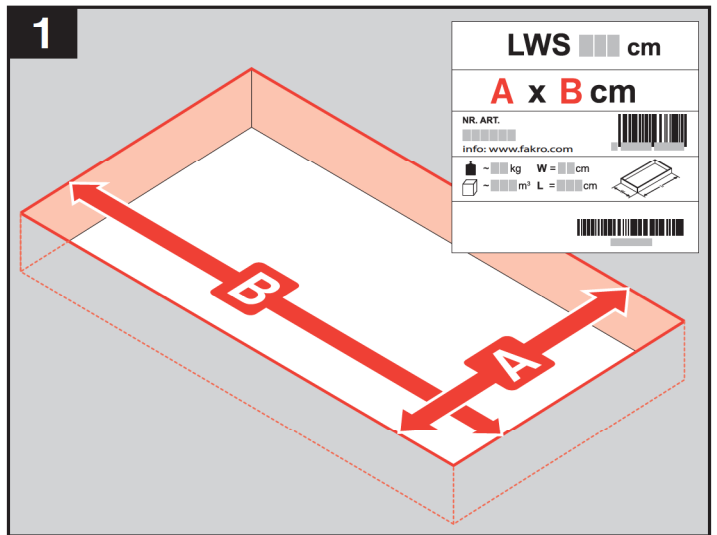 1
LWS cm
A x B cm
NR. ART.
info: www.fakro.com
~ kg W = cm
~ m³ L = cm
B
A